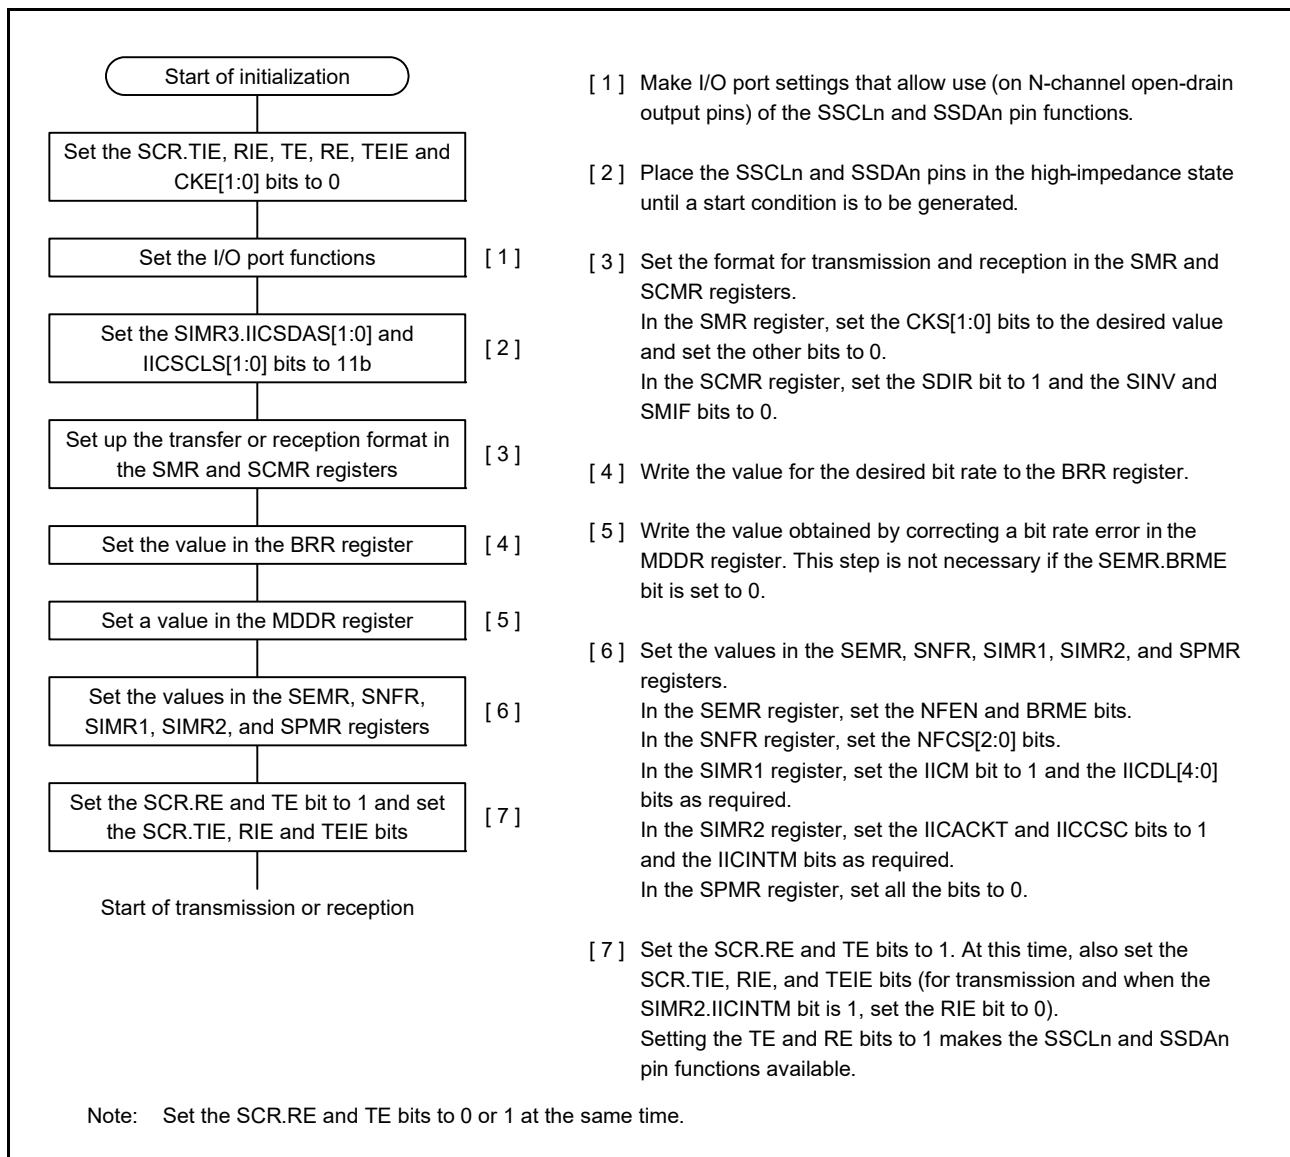 Start of initialization
Set the SCR.TIE, RIE, TE, RE, TEIE and
CKE[1:0] bits to 0
Set the I/O port functions
[ 1 ]
Set the SIMR3.IICSDAS[1:0] and
IICSCLS[1:0] bits to 11b
[ 2 ]
Set up the transfer or reception format in
the SMR and SCMR registers
[ 3 ]
Set the value in the BRR register
[ 4 ]
Set a value in the MDDR register
[ 5 ]
Set the values in the SEMR, SNFR,
SIMR1, SIMR2, and SPMR registers
[ 6 ]
Set the SCR.RE and TE bit to 1 and set
the SCR.TIE, RIE and TEIE bits
[ 7 ]
Start of transmission or reception
[ 1 ] Make I/O port settings that allow use (on N-channel open-drain
output pins) of the SSCLn and SSDAn pin functions.
[ 2 ] Place the SSCLn and SSDAn pins in the high-impedance state
until a start condition is to be generated.
[ 3 ] Set the format for transmission and reception in the SMR and
SCMR registers.
In the SMR register, set the CKS[1:0] bits to the desired value
and set the other bits to 0.
In the SCMR register, set the SDIR bit to 1 and the SINV and
SMIF bits to 0.
[ 4 ] Write the value for the desired bit rate to the BRR register.
[ 5 ] Write the value obtained by correcting a bit rate error in the
MDDR register. This step is not necessary if the SEMR.BRME
bit is set to 0.
[ 6 ] Set the values in the SEMR, SNFR, SIMR1, SIMR2, and SPMR
registers.
In the SEMR register, set the NFEN and BRME bits.
In the SNFR register, set the NFCS[2:0] bits.
In the SIMR1 register, set the IICM bit to 1 and the IICDL[4:0]
bits as required.
In the SIMR2 register, set the IICACKT and IICCSC bits to 1
and the IICINTM bits as required.
In the SPMR register, set all the bits to 0.
[ 7 ] Set the SCR.RE and TE bits to 1. At this time, also set the
SCR.TIE, RIE, and TEIE bits (for transmission and when the
SIMR2.IICINTM bit is 1, set the RIE bit to 0).
Setting the TE and RE bits to 1 makes the SSCLn and SSDAn
pin functions available.
Note: Set the SCR.RE and TE bits to 0 or 1 at the same time.